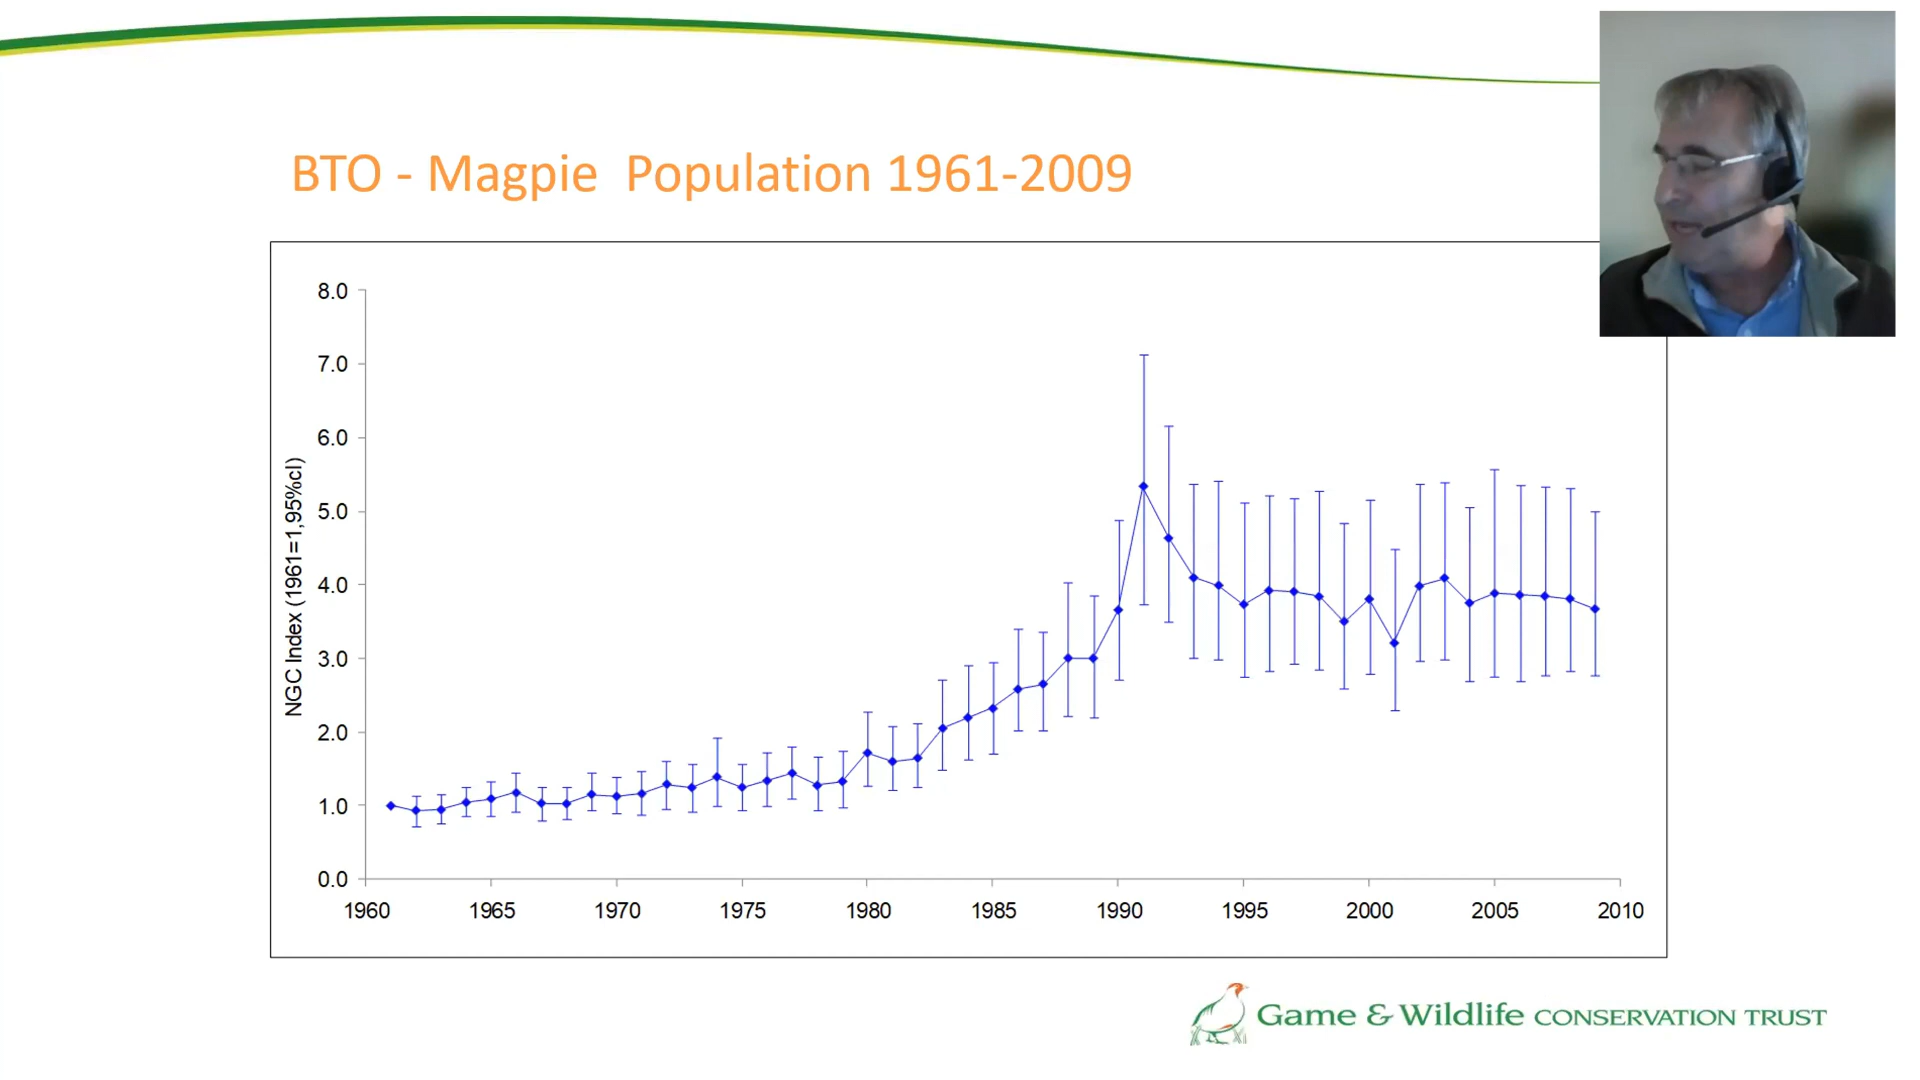 BTO - Magpie Population 1961-2009
NGC Index (1961=1,95%cl)
8.0
7.0
6.0
5.0
4.0
3.0
2.0
1.0
0.0
1960 1965 1970 1975 1980 1985 1990 1995 2000 2005 2010
Game & Wildlife CONSERVATION TRUST